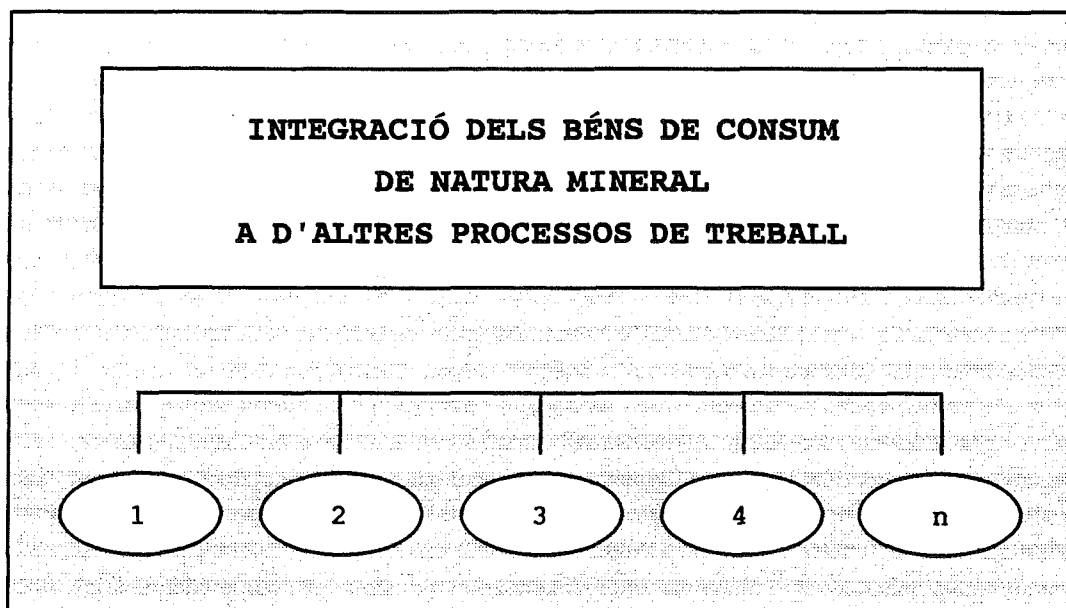 INTEGRACIÓ DELS BÉNS DE CONSUM
DE NATURA MINERAL
A D'ALTRES PROCESSOS DE TREBALL
1 2 3 4 n